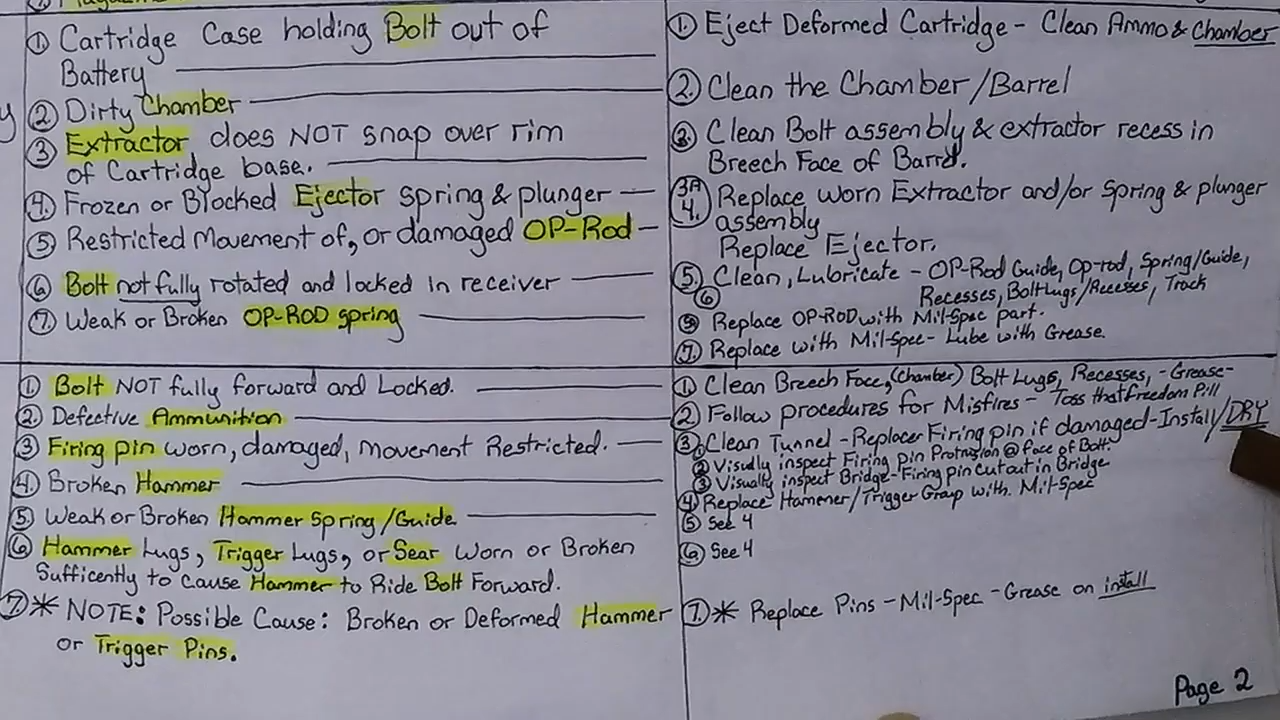 ① Cartridge Case holding Bolt out of
Battery
② Dirty Chamber
③ Extractor does NOT snap over rim
of Cartridge base.
④ Frozen or Blocked Ejector spring & plunger
⑤ Restricted Movement of, or damaged OP-Rod
⑥ Bolt not fully rotated and locked in receiver
⑦ Weak or Broken OP-ROD spring
① Eject Deformed Cartridge - Clean Ammo & Chamber
② Clean the Chamber/Barrel
③ Clean Bolt assembly & extractor recess in
Breech Face of Barrel.
3A Replace worn Extractor and/or Spring & plunger
4. assembly
Replace Ejector.
⑤ Clean, Lubricate - OP-Rod Guide, Op-rod, Spring/Guide,
⑥ Recesses, Bolt Lugs/Recesses, Track
⑤ Replace OP-ROD with Mil-Spec part.
⑦ Replace with Mil-Spec - Lube with Grease.
① Bolt NOT fully forward and Locked.
② Defective Ammunition
③ Firing pin worn, damaged, Movement Restricted.
④ Broken Hammer
⑤ Weak or Broken Hammer Spring/Guide
⑥ Hammer Lugs, Trigger Lugs, or Sear Worn or Broken
Sufficently to cause Hammer to Ride Bolt Forward.
⑦ * NOTE: Possible Cause: Broken or Deformed Hammer
or Trigger Pins.
① Clean Breech Face, (Chamber) Bolt Lugs, Recesses, -Grease-
② Follow procedures for Misfires - Toss that Freedom Pill
③ ① Clean Tunnel - Replacer Firing pin if damaged - Install/DRY
② Visually inspect Firing pin Protrusion @ face of Bolt.
③ Visually inspect Bridge - Firing pin cutout in Bridge
④ Replace Hammer/Trigger Group with Mil-Spec
⑤ See 4
⑥ See 4
⑦ * Replace Pins - Mil-Spec - Grease on install
Page 2